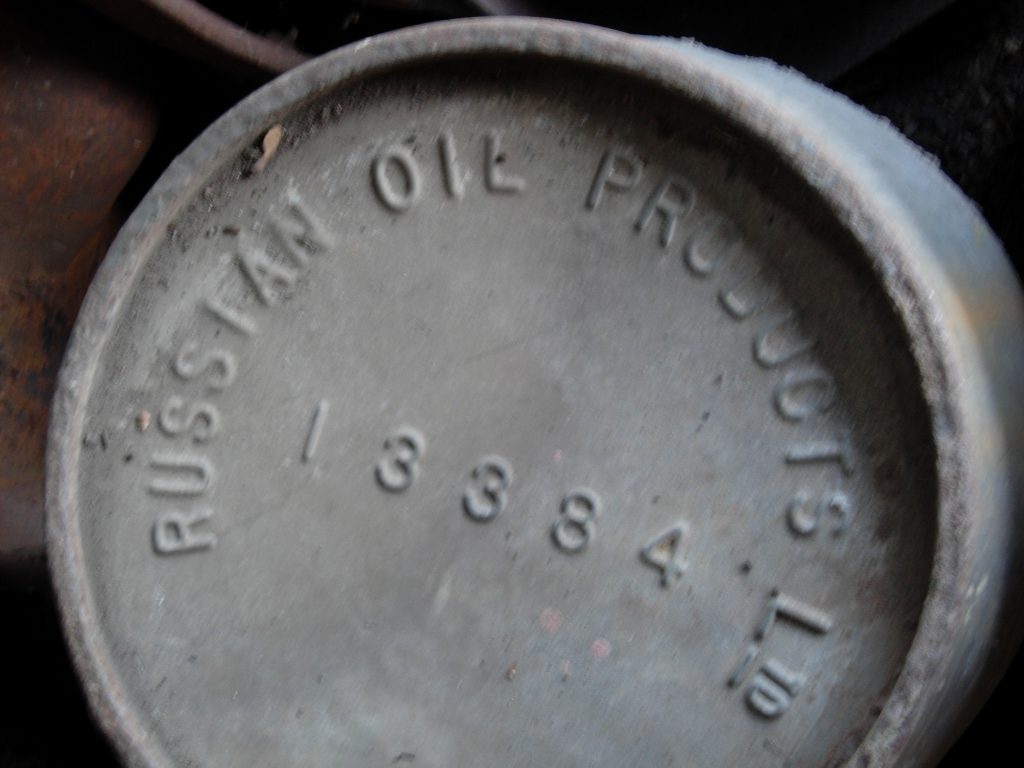 RUSSIAN OIL PRODUCTS LTD
13384